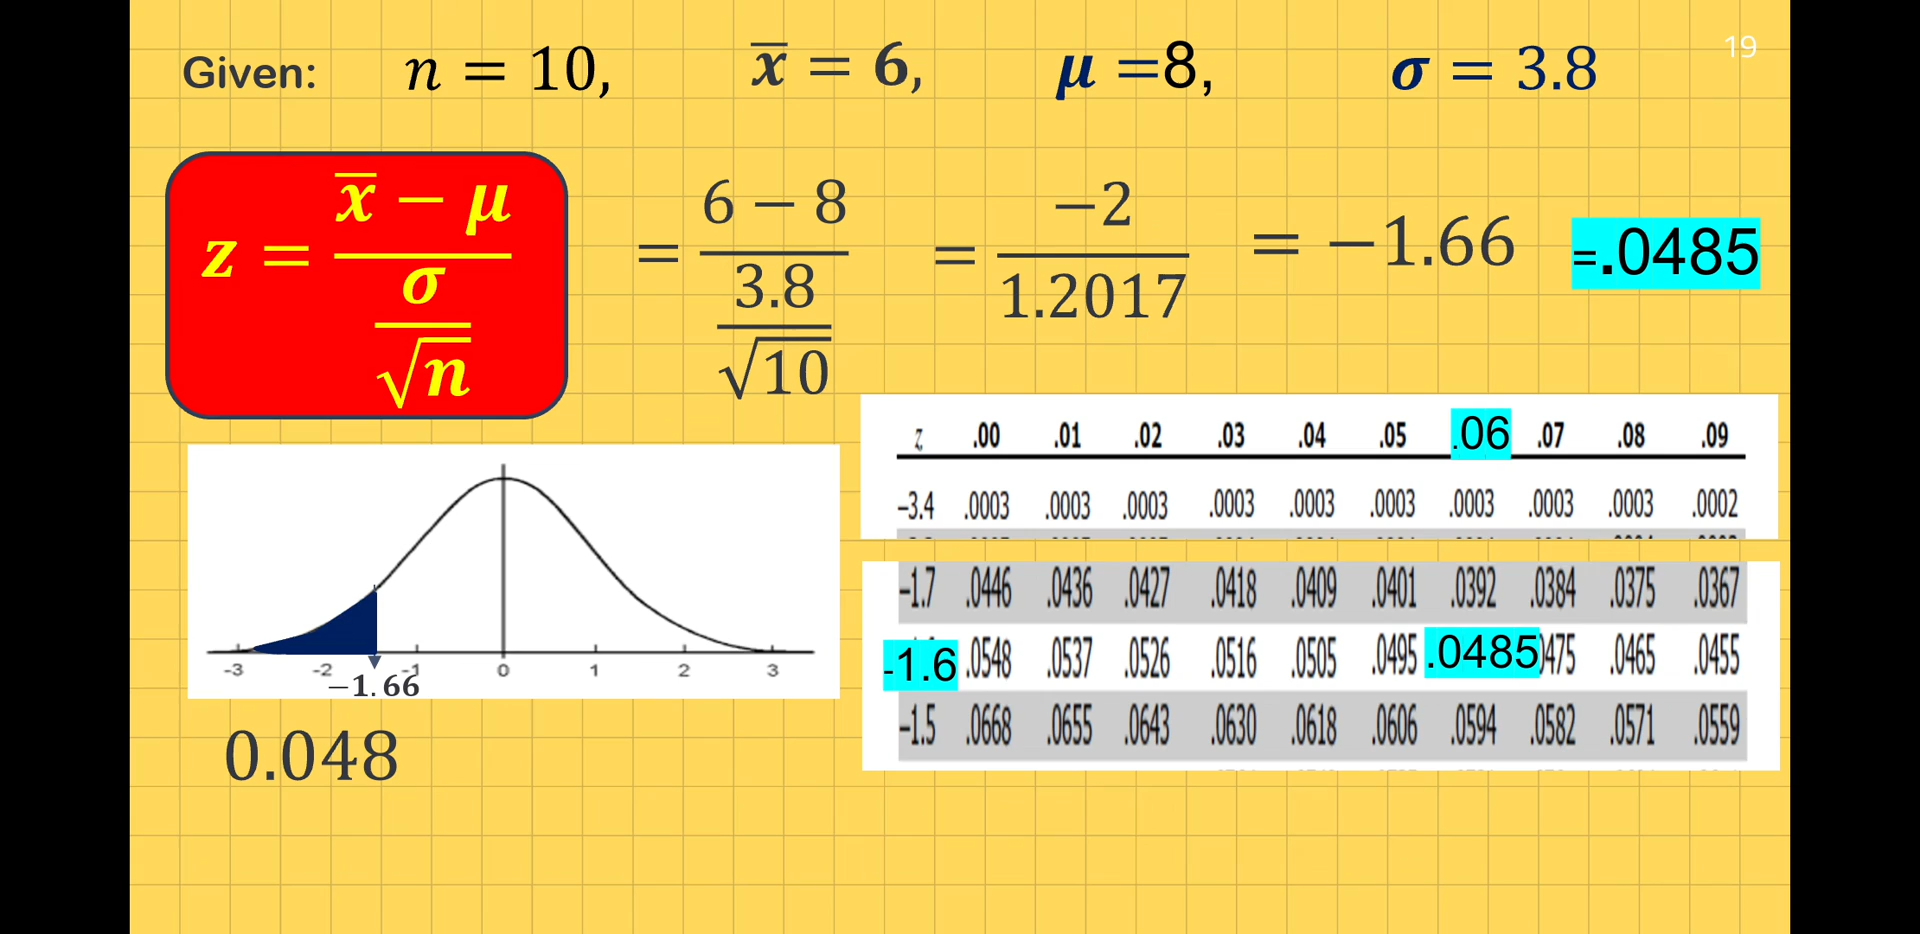 19
Given: n = 10, x̄ = 6, μ =8, σ = 3.8
z = (x̄ − μ)/(σ/√n) = (6 − 8)/(3.8/√10) = −2/1.2017 = −1.66 =.0485
z .00 .01 .02 .03 .04 .05 .06 .07 .08 .09
−3.4 .0003 .0003 .0003 .0003 .0003 .0003 .0003 .0003 .0003 .0002
−1.7 .0446 .0436 .0427 .0418 .0409 .0401 .0392 .0384 .0375 .0367
-1.6 .0548 .0537 .0526 .0516 .0505 .0495 .0485 475 .0465 .0455
−1.5 .0668 .0655 .0643 .0630 .0618 .0606 .0594 .0582 .0571 .0559
-3 -2 -1 0 1 2 3
−1.66
0.048